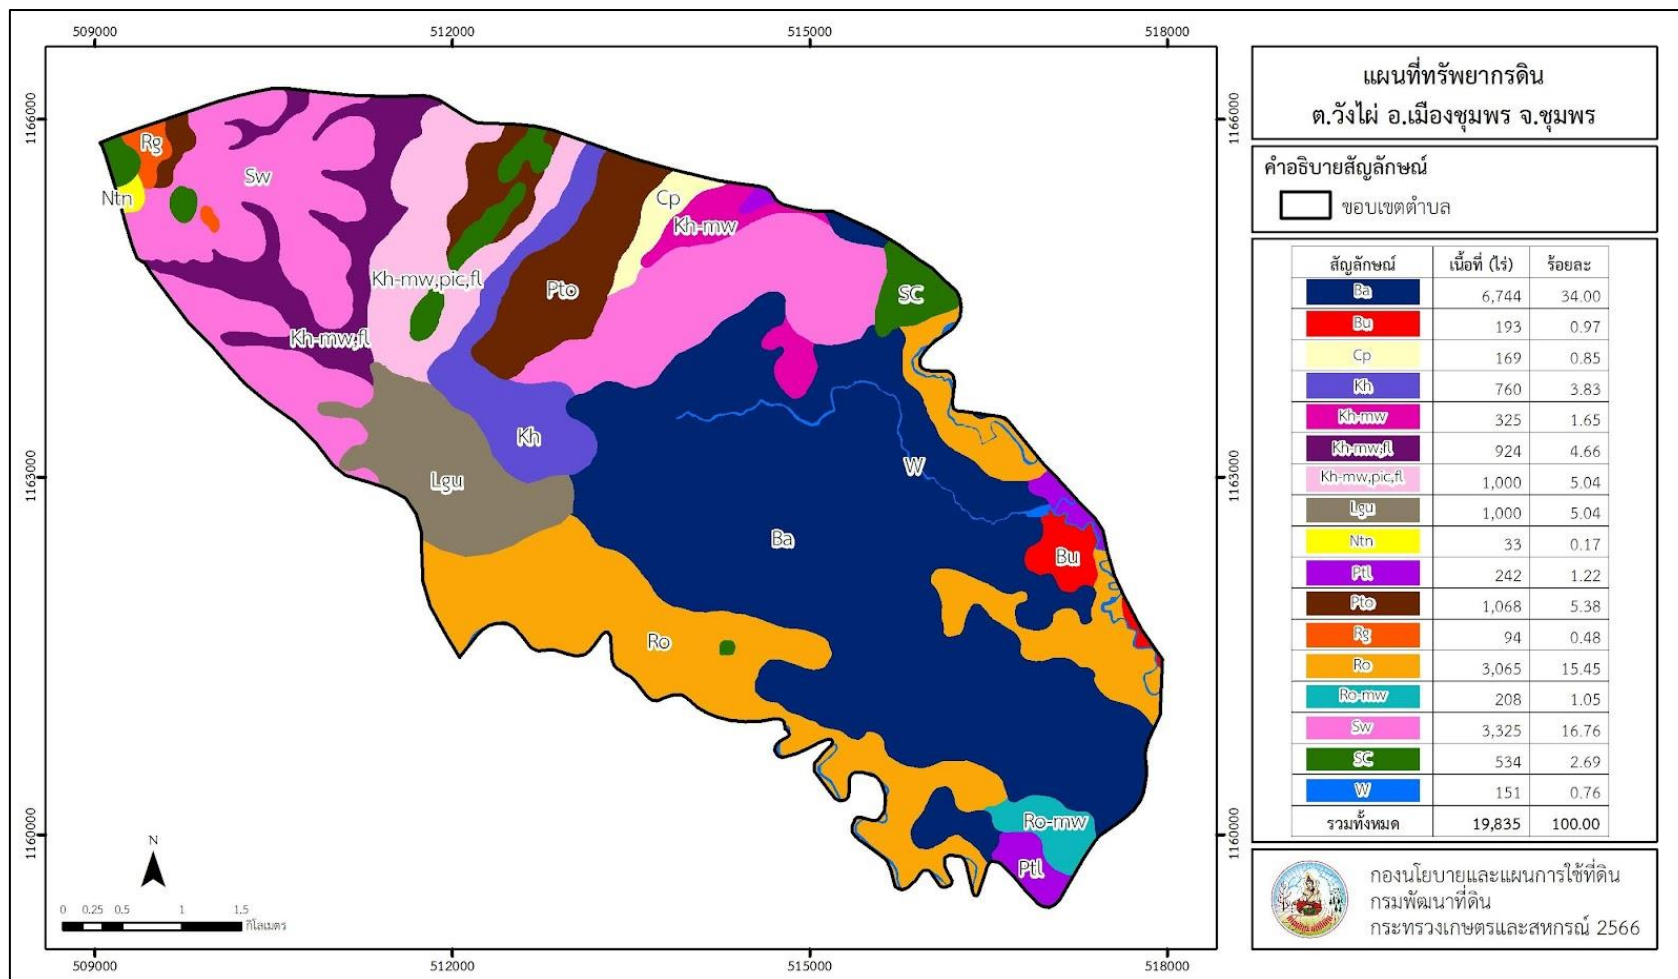 509000
512000
515000
518000
1166000
1166000
1163000
1163000
1160000
1160000
Rg
Ntn
Sw
Kh-mw,pic,fl
Kh-mw,fl
Pto
Cp
Kh-mw
SC
Kh
Lgu
W
Ba
Bu
Ro
Ro-mw
Ptl
N
0 0.25 0.5 1 1.5
กิโลเมตร
509000
512000
515000
518000
แผนที่ทรัพยากรดิน
ต.วังไผ่ อ.เมืองชุมพร จ.ชุมพร
คำอธิบายสัญลักษณ์
ขอบเขตตำบล
สัญลักษณ์ เนื้อที่ (ไร่) ร้อยละ
Ba 6,744 34.00
Bu 193 0.97
Cp 169 0.85
Kh 760 3.83
Kh-mw 325 1.65
Kh-mw,fl 924 4.66
Kh-mw,pic,fl 1,000 5.04
Lgu 1,000 5.04
Ntn 33 0.17
Ptl 242 1.22
Pto 1,068 5.38
Rg 94 0.48
Ro 3,065 15.45
Ro-mw 208 1.05
Sw 3,325 16.76
SC 534 2.69
W 151 0.76
รวมทั้งหมด 19,835 100.00
กองนโยบายและแผนการใช้ที่ดิน
กรมพัฒนาที่ดิน
กระทรวงเกษตรและสหกรณ์ 2566